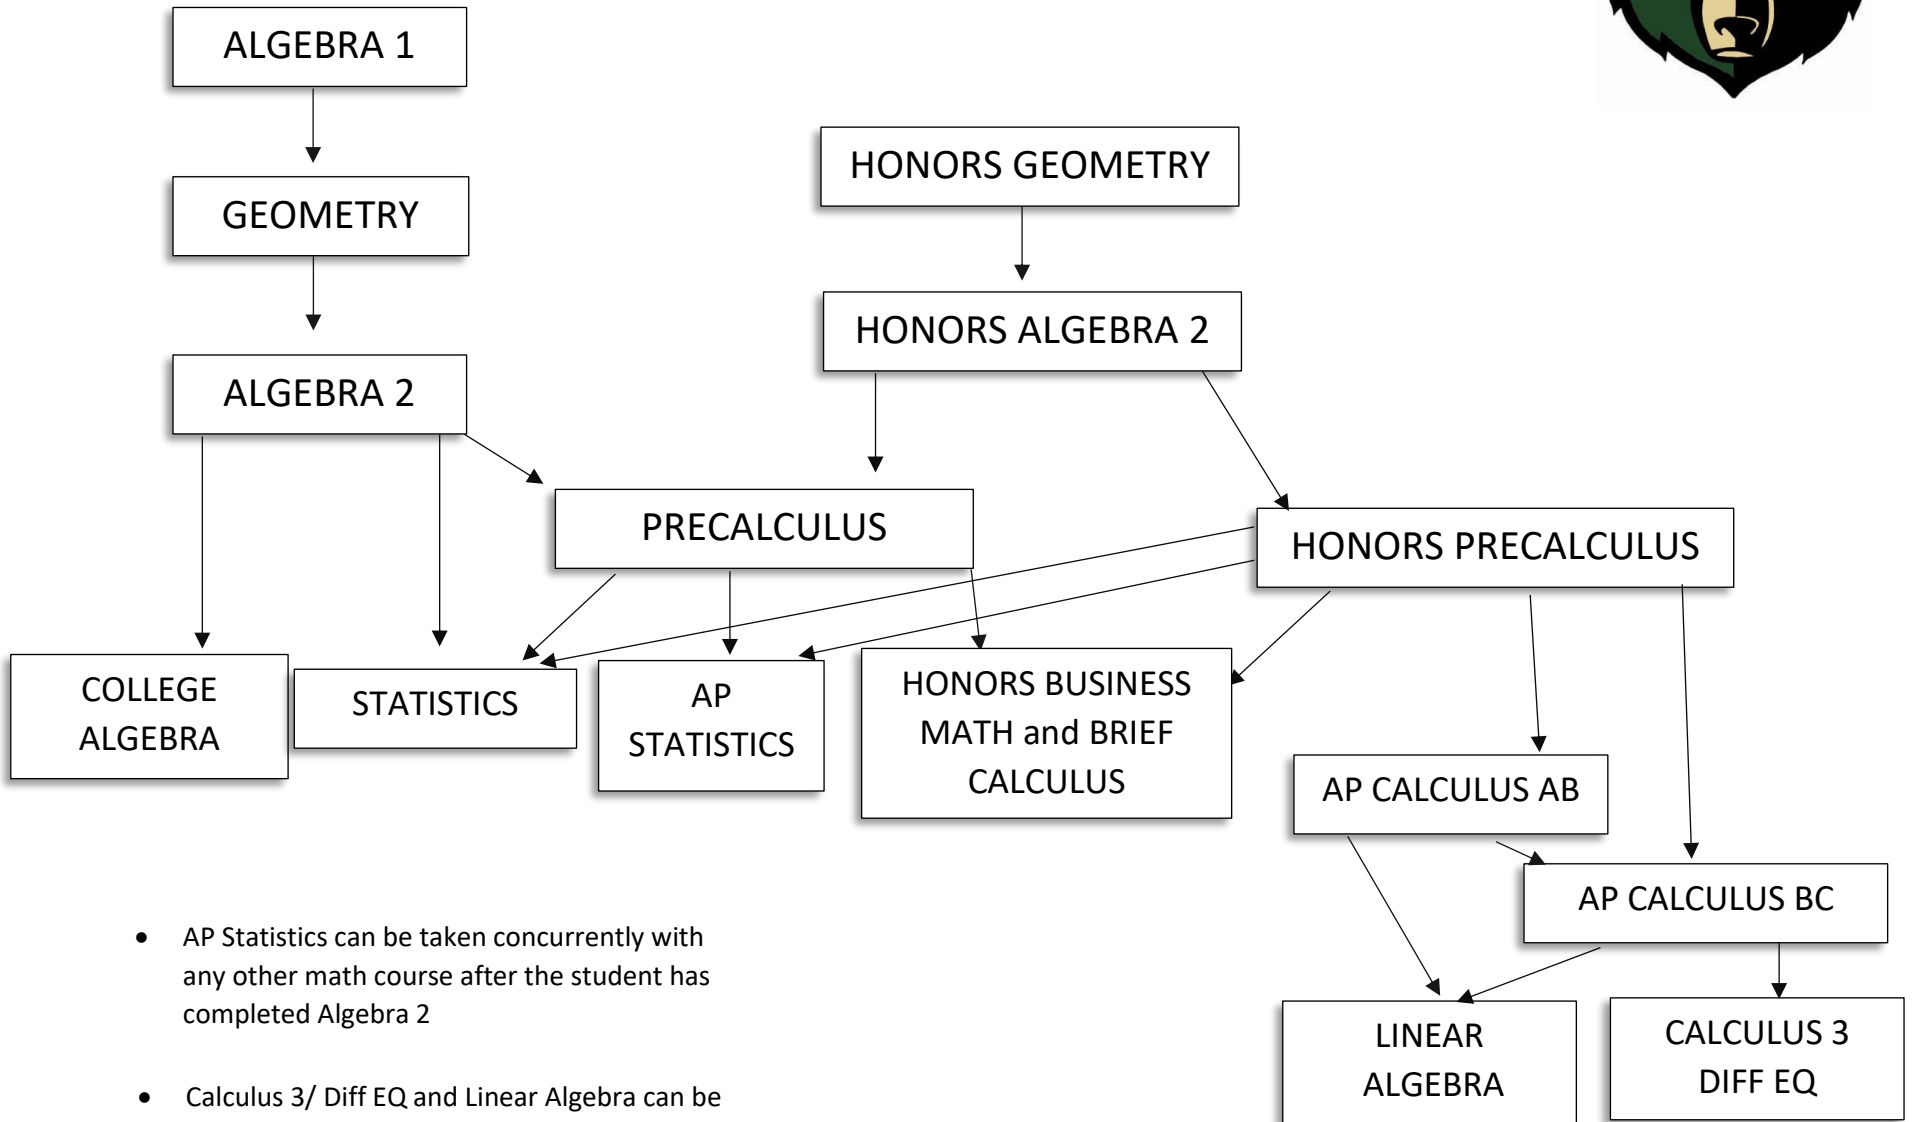 ALGEBRA 1
HONORS GEOMETRY
GEOMETRY
HONORS ALGEBRA 2
ALGEBRA 2
PRECALCULUS
HONORS PRECALCULUS
COLLEGE
ALGEBRA
STATISTICS
AP
STATISTICS
HONORS BUSINESS
MATH and BRIEF
CALCULUS
AP CALCULUS AB
AP CALCULUS BC
• AP Statistics can be taken concurrently with
any other math course after the student has
completed Algebra 2
LINEAR
ALGEBRA
CALCULUS 3
DIFF EQ
• Calculus 3/ Diff EQ and Linear Algebra can be